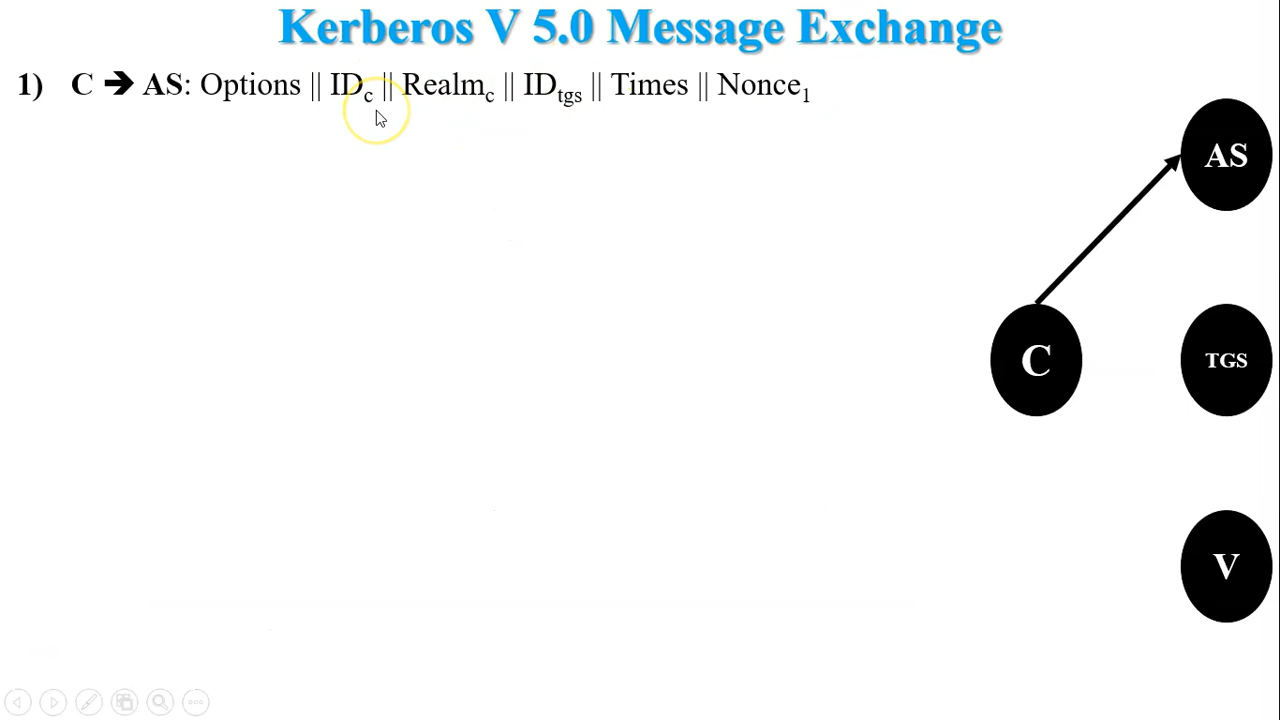 Kerberos V 5.0 Message Exchange
1) C ➔ AS: Options || IDc || Realmc || IDtgs || Times || Nonce1
AS
C
TGS
V